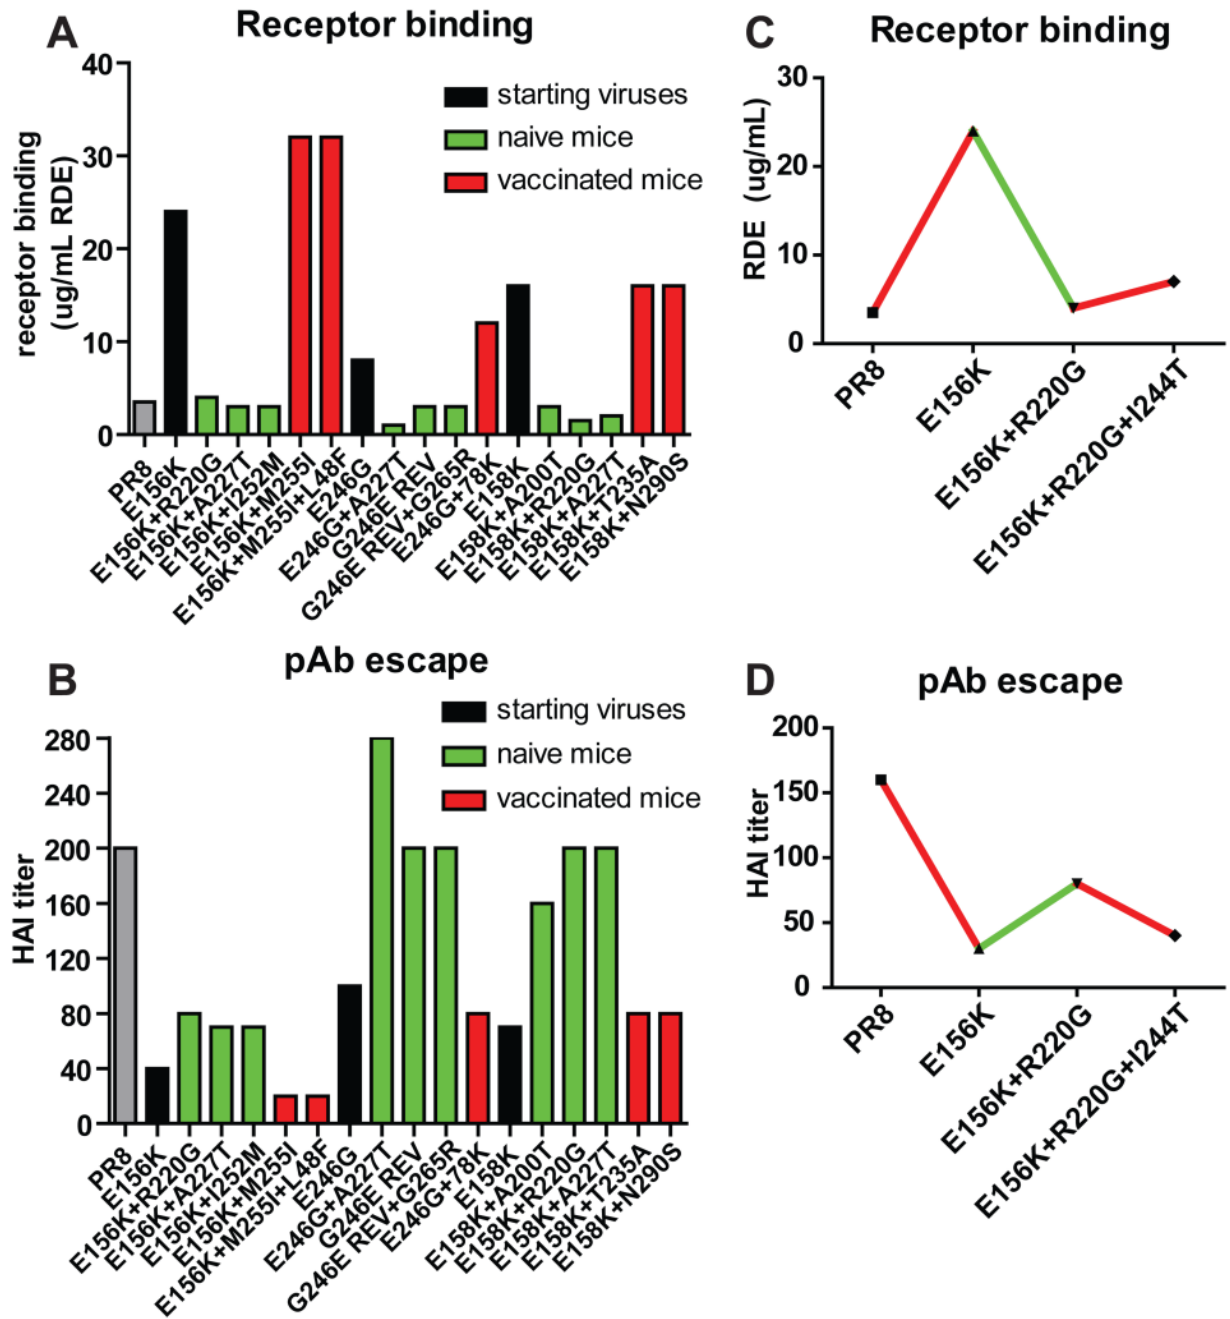 A
Receptor binding
receptor binding
(ug/mL RDE)
40
30
20
10
0
starting viruses
naive mice
vaccinated mice
PR8
E156K
E156K+R220G
E156K+A227T
E156K+I252M
E156K+M255I
E156K+M255I+L48F
E246G
E246G+A227T
G246E REV
G246E REV+G265R
E246G+78K
E158K
E158K+A200T
E158K+R220G
E158K+A227T
E158K+T235A
E158K+N290S
C
Receptor binding
RDE (ug/mL)
30
20
10
0
PR8
E156K
E156K+R220G
E156K+R220G+I244T
B
pAb escape
HAI titer
280
240
200
160
120
80
40
0
starting viruses
naive mice
vaccinated mice
PR8
E156K
E156K+R220G
E156K+A227T
E156K+I252M
E156K+M255I
E156K+M255I+L48F
E246G
E246G+A227T
G246E REV
G246E REV+G265R
E246G+78K
E158K
E158K+A200T
E158K+R220G
E158K+A227T
E158K+T235A
E158K+N290S
D
pAb escape
HAI titer
200
150
100
50
0
PR8
E156K
E156K+R220G
E156K+R220G+I244T